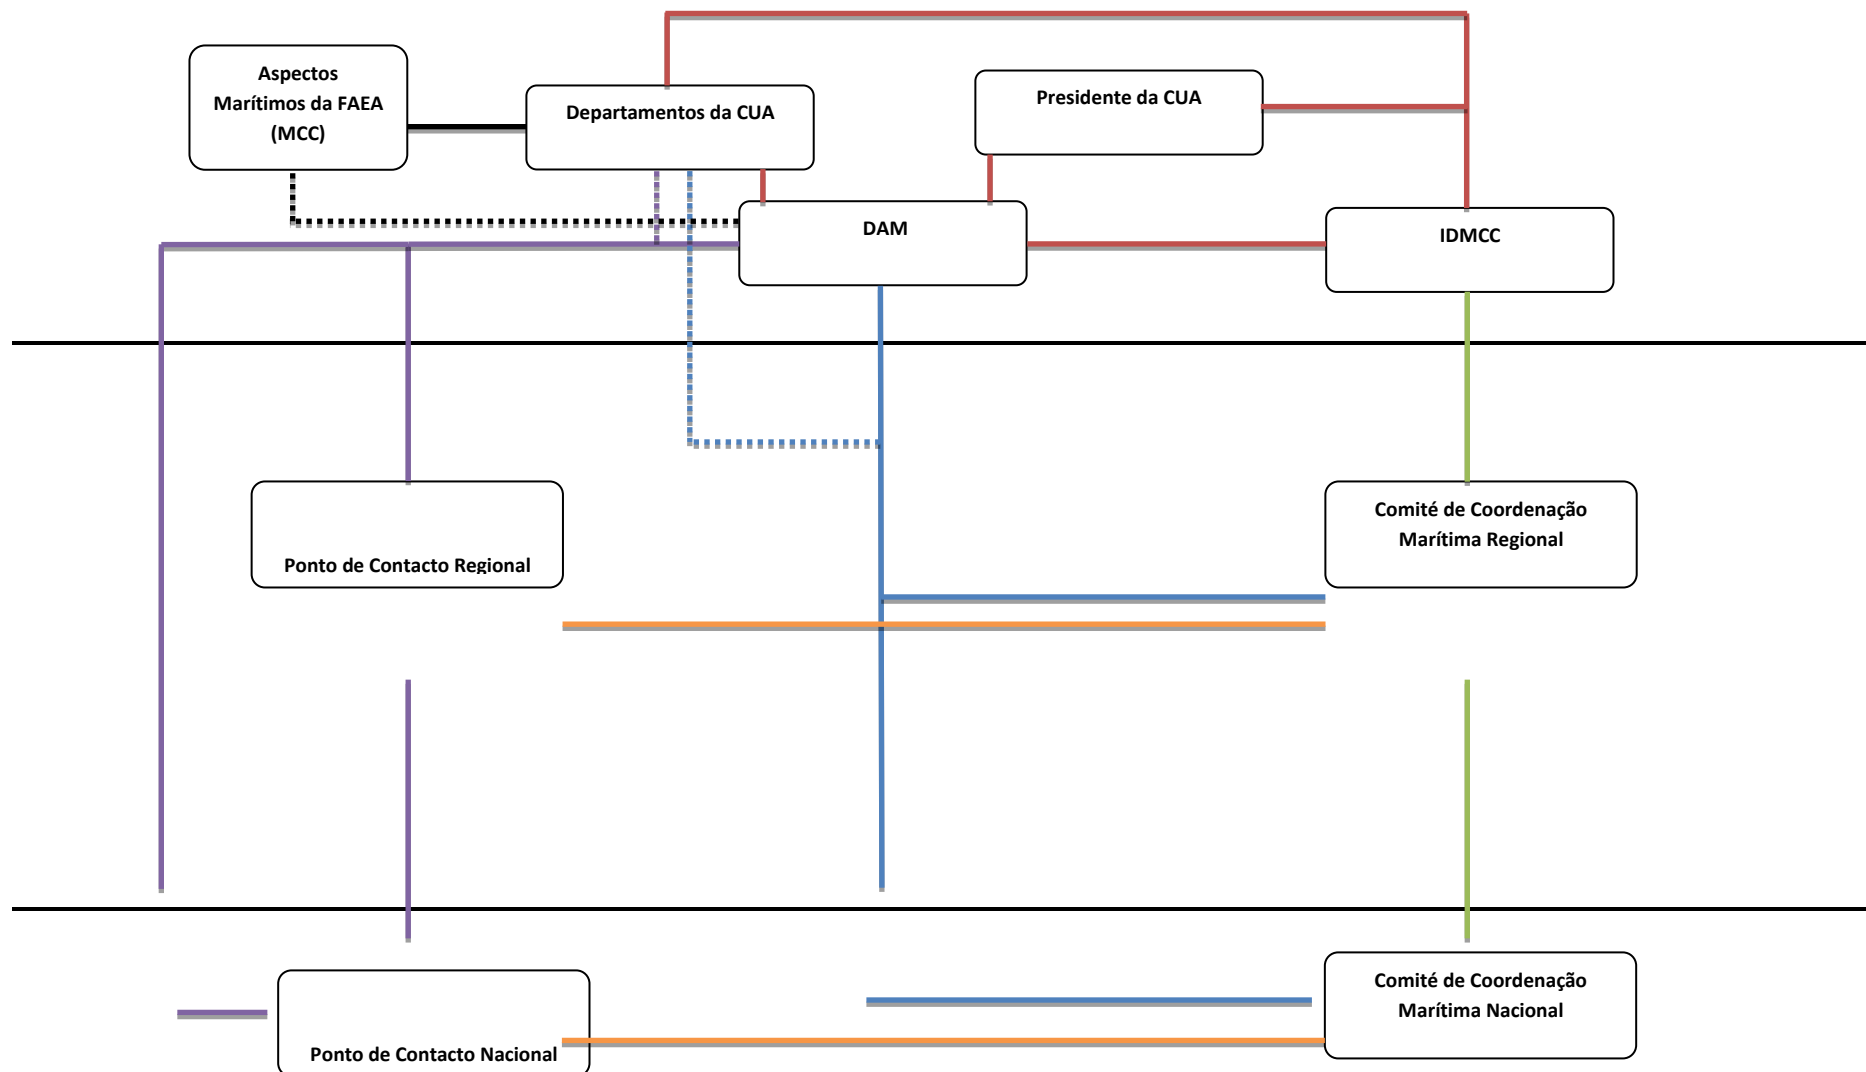 Aspectos
Marítimos da FAEA
(MCC)
Departamentos da CUA
Presidente da CUA
DAM
IDMCC
Ponto de Contacto Regional
Comité de Coordenação
Marítima Regional
Ponto de Contacto Nacional
Comité de Coordenação
Marítima Nacional